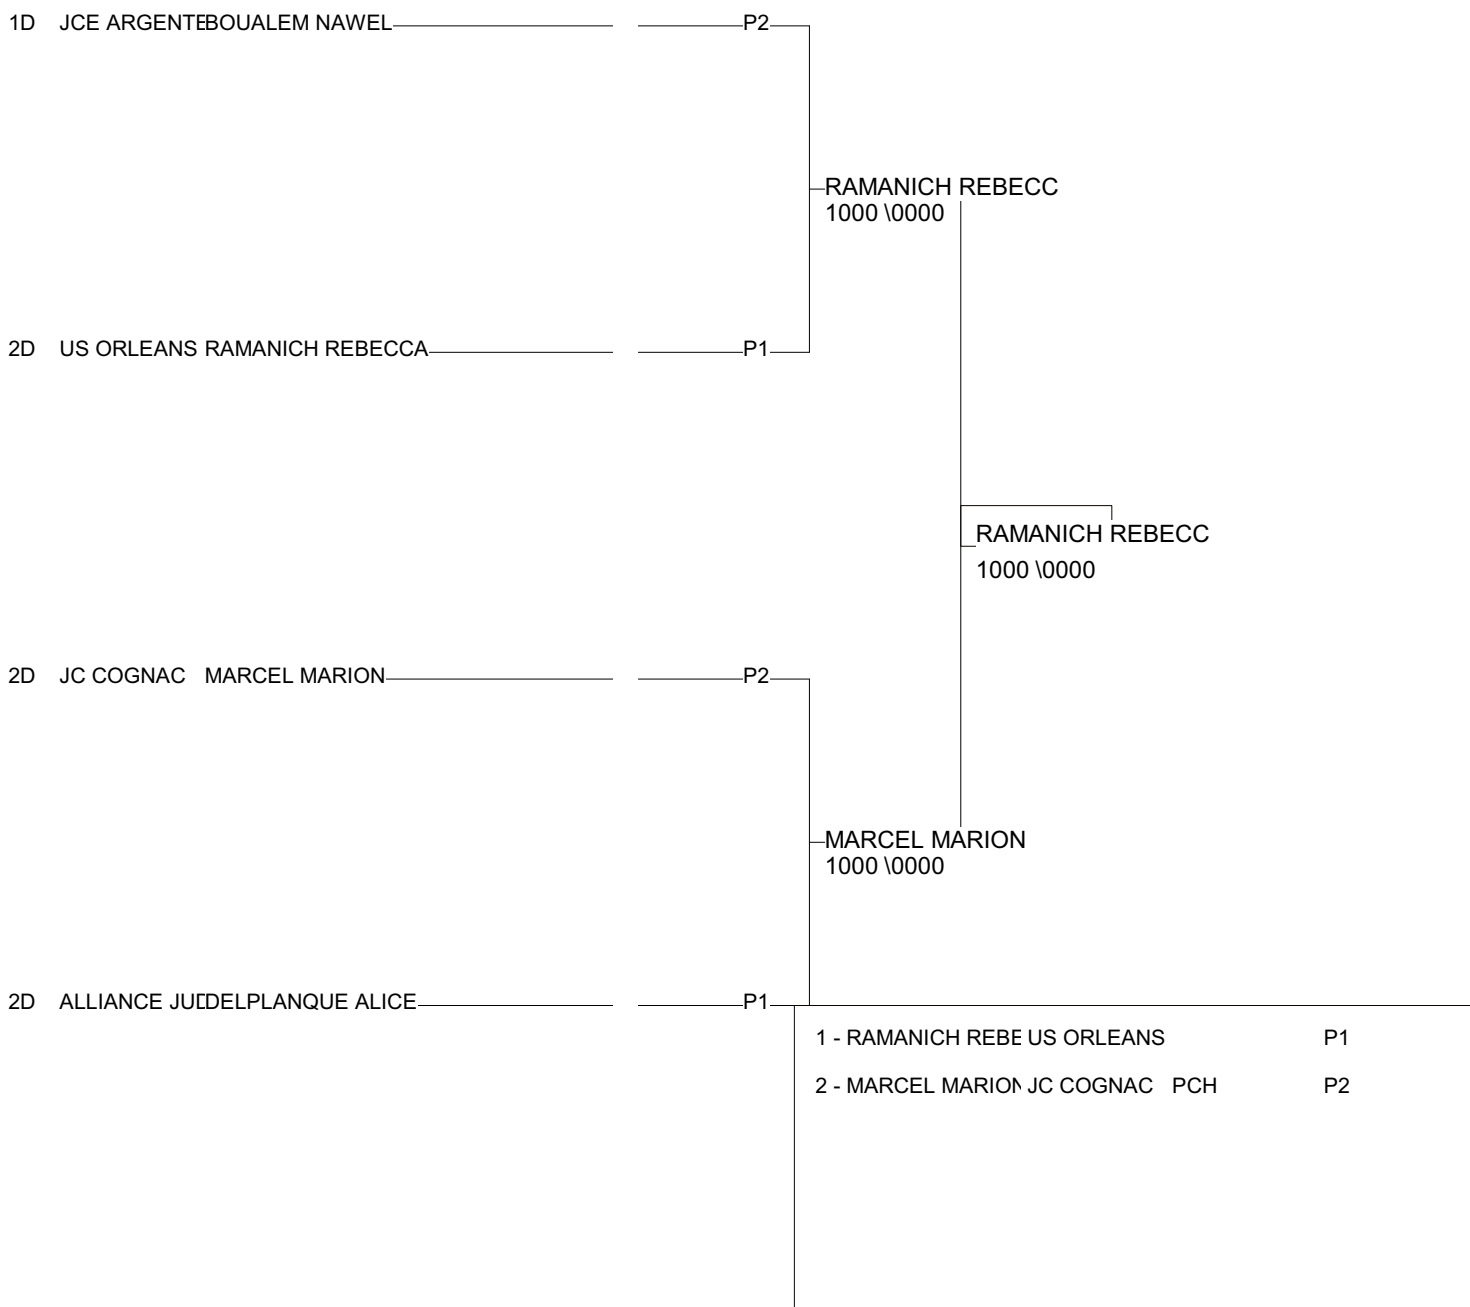 1D JCE ARGENTEBOUALEM NAWEL P2
RAMANICH REBECC
1000 \0000
2D US ORLEANS RAMANICH REBECCA P1
RAMANICH REBECC
1000 \0000
2D JC COGNAC MARCEL MARION P2
MARCEL MARION
1000 \0000
2D ALLIANCE JUDDELPLANQUE ALICE P1
1 - RAMANICH REBE US ORLEANS P1
2 - MARCEL MARION JC COGNAC PCH P2